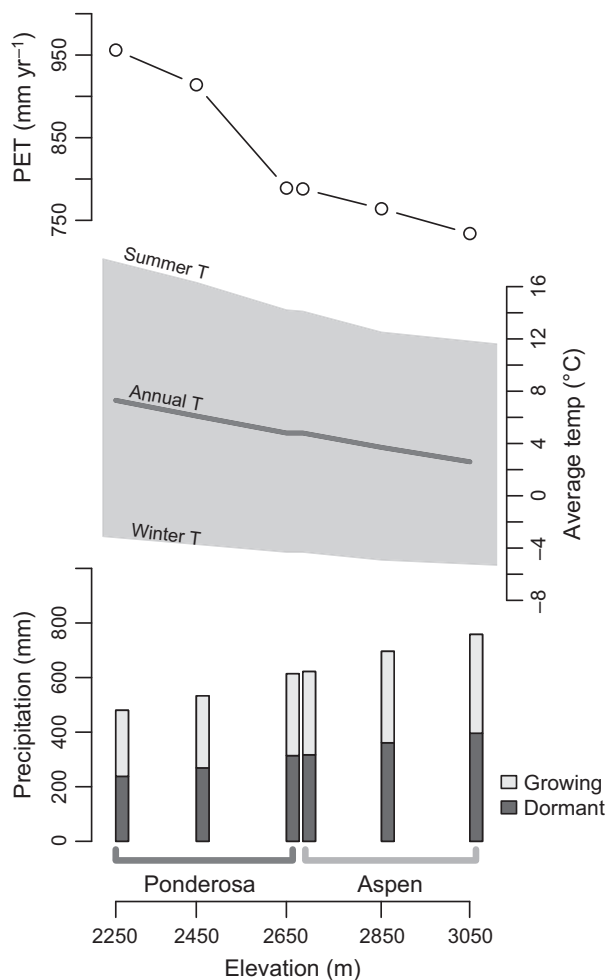 PET (mm yr⁻¹)
950
850
750
Summer T
Annual T
Winter T
Average temp (°C)
16
12
8
4
0
−4
−8
Precipitation (mm)
800
600
400
200
0
Growing
Dormant
Ponderosa Aspen
2250 2450 2650 2850 3050
Elevation (m)